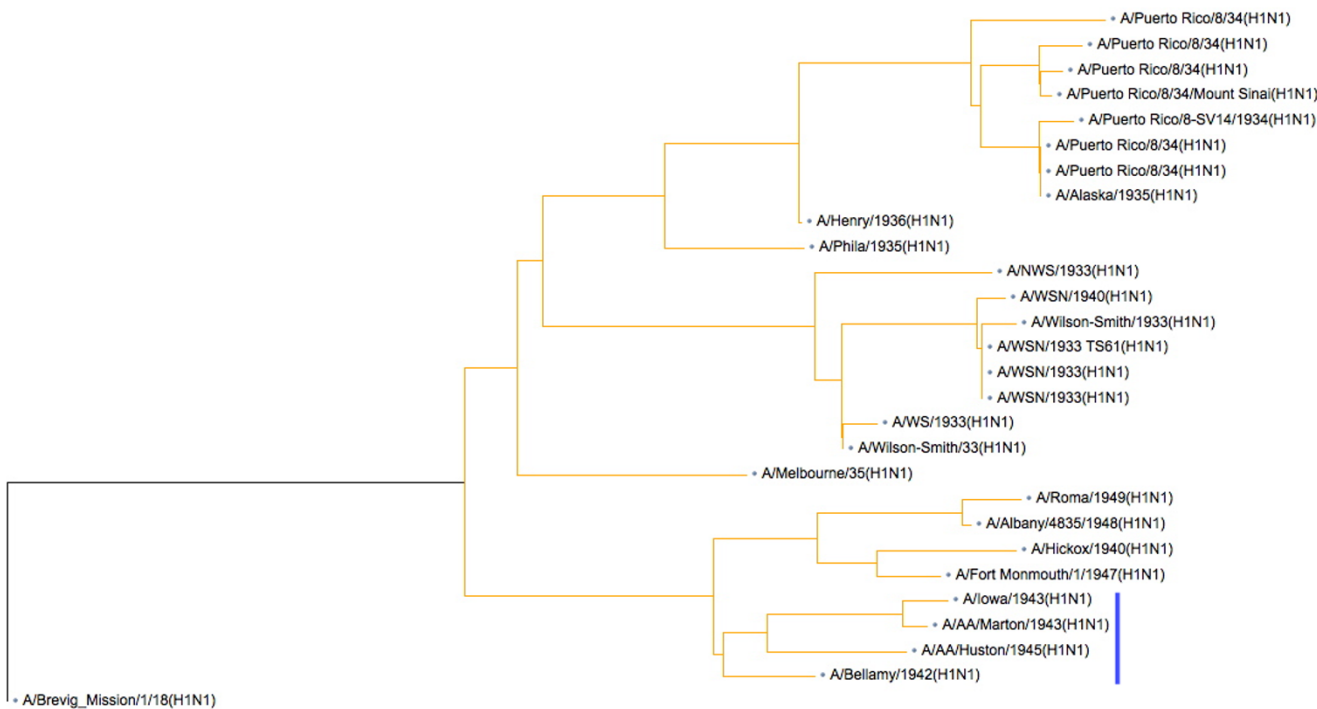 A/Puerto Rico/8/34(H1N1)
A/Puerto Rico/8/34(H1N1)
A/Puerto Rico/8/34(H1N1)
A/Puerto Rico/8/34/Mount Sinai(H1N1)
A/Puerto Rico/8-SV14/1934(H1N1)
A/Puerto Rico/8/34(H1N1)
A/Puerto Rico/8/34(H1N1)
A/Alaska/1935(H1N1)
A/Henry/1936(H1N1)
A/Phila/1935(H1N1)
A/NWS/1933(H1N1)
A/WSN/1940(H1N1)
A/Wilson-Smith/1933(H1N1)
A/WSN/1933 TS61(H1N1)
A/WSN/1933(H1N1)
A/WSN/1933(H1N1)
A/WS/1933(H1N1)
A/Wilson-Smith/33(H1N1)
A/Melbourne/35(H1N1)
A/Roma/1949(H1N1)
A/Albany/4835/1948(H1N1)
A/Hickox/1940(H1N1)
A/Fort Monmouth/1/1947(H1N1)
A/Iowa/1943(H1N1)
A/AA/Marton/1943(H1N1)
A/AA/Huston/1945(H1N1)
A/Bellamy/1942(H1N1)
A/Brevig_Mission/1/18(H1N1)